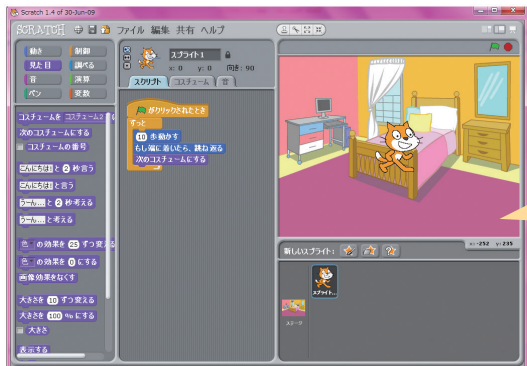 Scratch 1.4 of 30-Jun-09
SCRATCH ファイル 編集 共有 ヘルプ
動き 制御
見た目 調べる
音 演算
ペン 変数
スプライト1
x: 0 y: 0 向き: 90
スクリプト コスチューム 音
コスチュームを コスチューム2 に
次のコスチュームにする
コスチュームの番号
こんにちは! と 2 秒言う
こんにちは! と言う
うーん... と 2 秒考える
うーん... と考える
色 の効果を 25 ずつ変える
色 の効果を 0 にする
画像効果をなくす
大きさを 10 ずつ変える
大きさを 100 % にする
大きさ
表示する
がクリックされたとき
ずっと
10 歩動かす
もし端に着いたら、跳ね返る
次のコスチュームにする
x: -252 y: 235
新しいスプライト:
スプライト...
ステージ